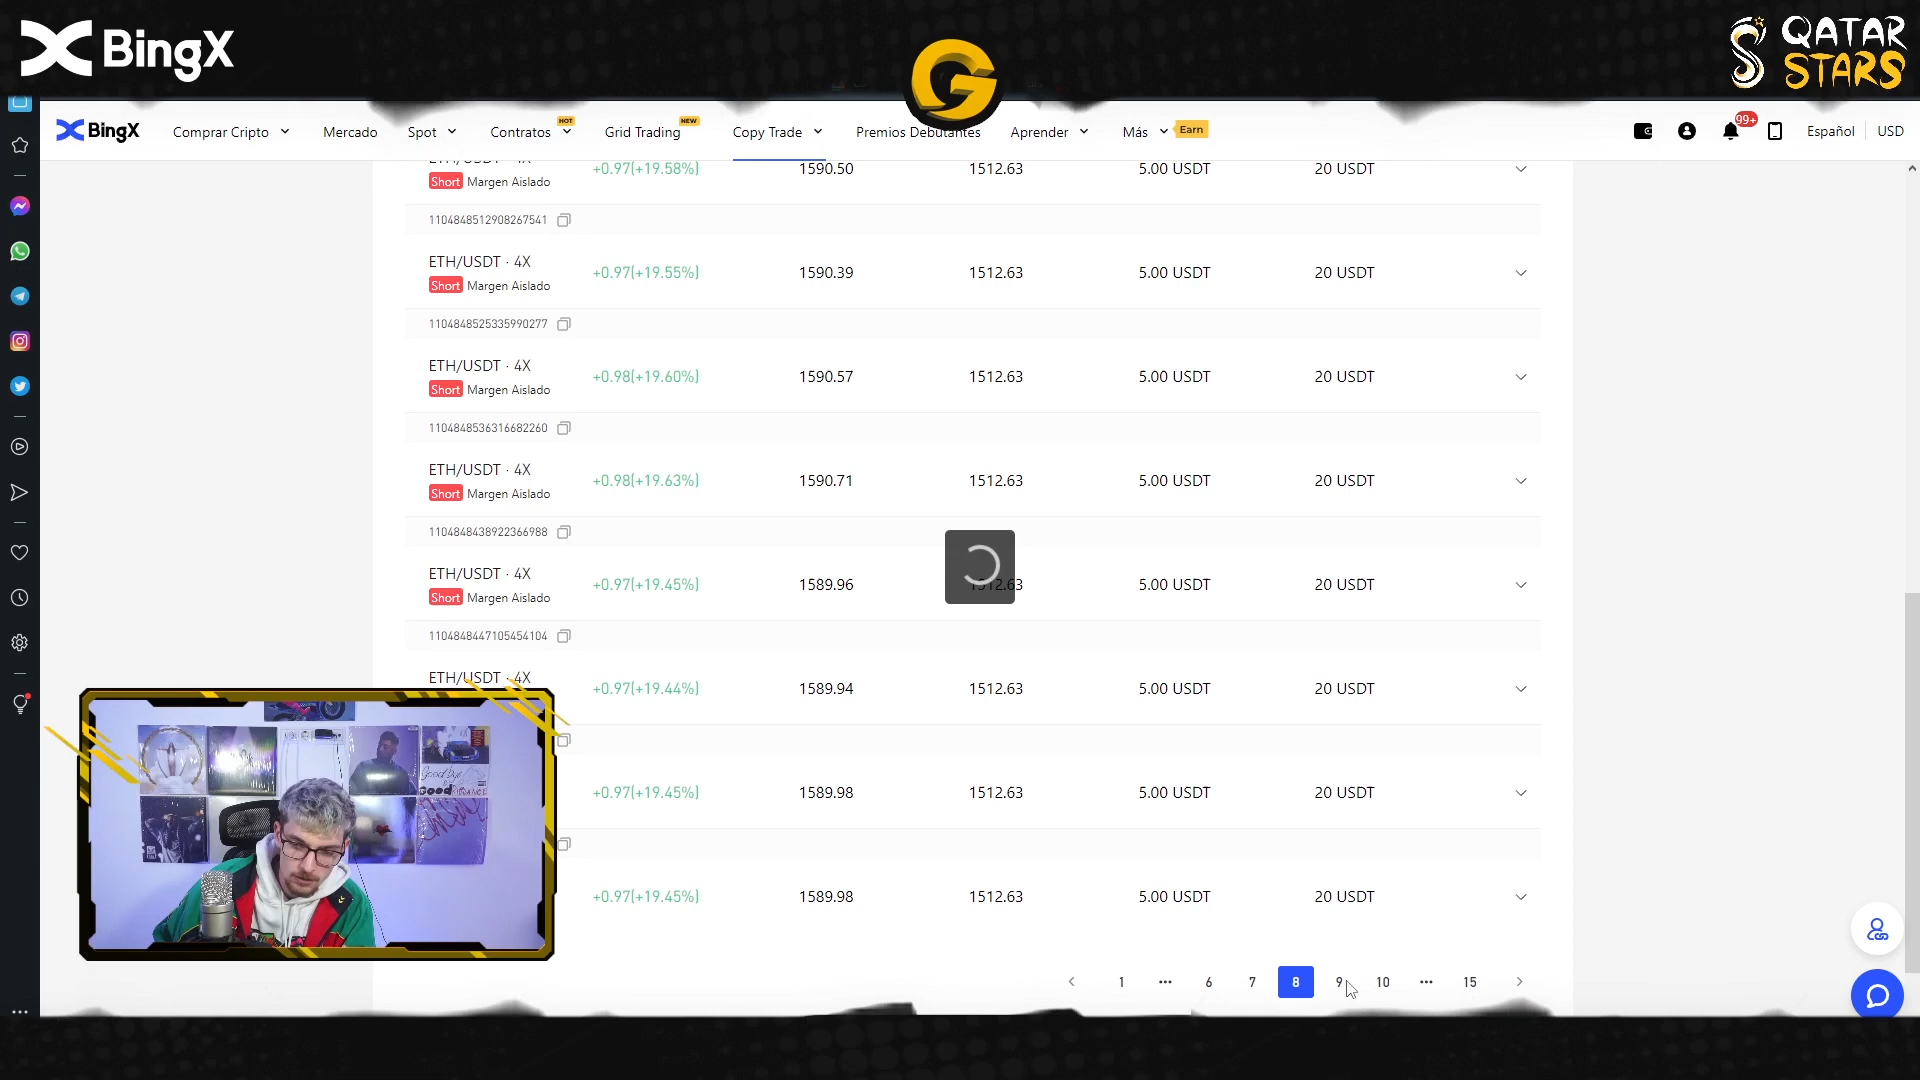 BingX
G
QATAR
STARS
BingX
Comprar Cripto
Mercado
Spot
Contratos
HOT
Grid Trading
NEW
Copy Trade
Premios Debutantes
Aprender
Más
Earn
99+
Español
USD
ETH/USDT · 4X
Short Margen Aislado
+0.97(+19.58%)
1590.50
1512.63
5.00 USDT
20 USDT
1104848512908267541
ETH/USDT · 4X
Short Margen Aislado
+0.97(+19.55%)
1590.39
1512.63
5.00 USDT
20 USDT
1104848525335990277
ETH/USDT · 4X
Short Margen Aislado
+0.98(+19.60%)
1590.57
1512.63
5.00 USDT
20 USDT
1104848536316682260
ETH/USDT · 4X
Short Margen Aislado
+0.98(+19.63%)
1590.71
1512.63
5.00 USDT
20 USDT
1104848438922366988
ETH/USDT · 4X
Short Margen Aislado
+0.97(+19.45%)
1589.96
1512.63
5.00 USDT
20 USDT
1104848447105454104
ETH/USDT · 4X
+0.97(+19.44%)
1589.94
1512.63
5.00 USDT
20 USDT
+0.97(+19.45%)
1589.98
1512.63
5.00 USDT
20 USDT
+0.97(+19.45%)
1589.98
1512.63
5.00 USDT
20 USDT
Goodbye
Good
1 ••• 6 7 8 9 10 ••• 15